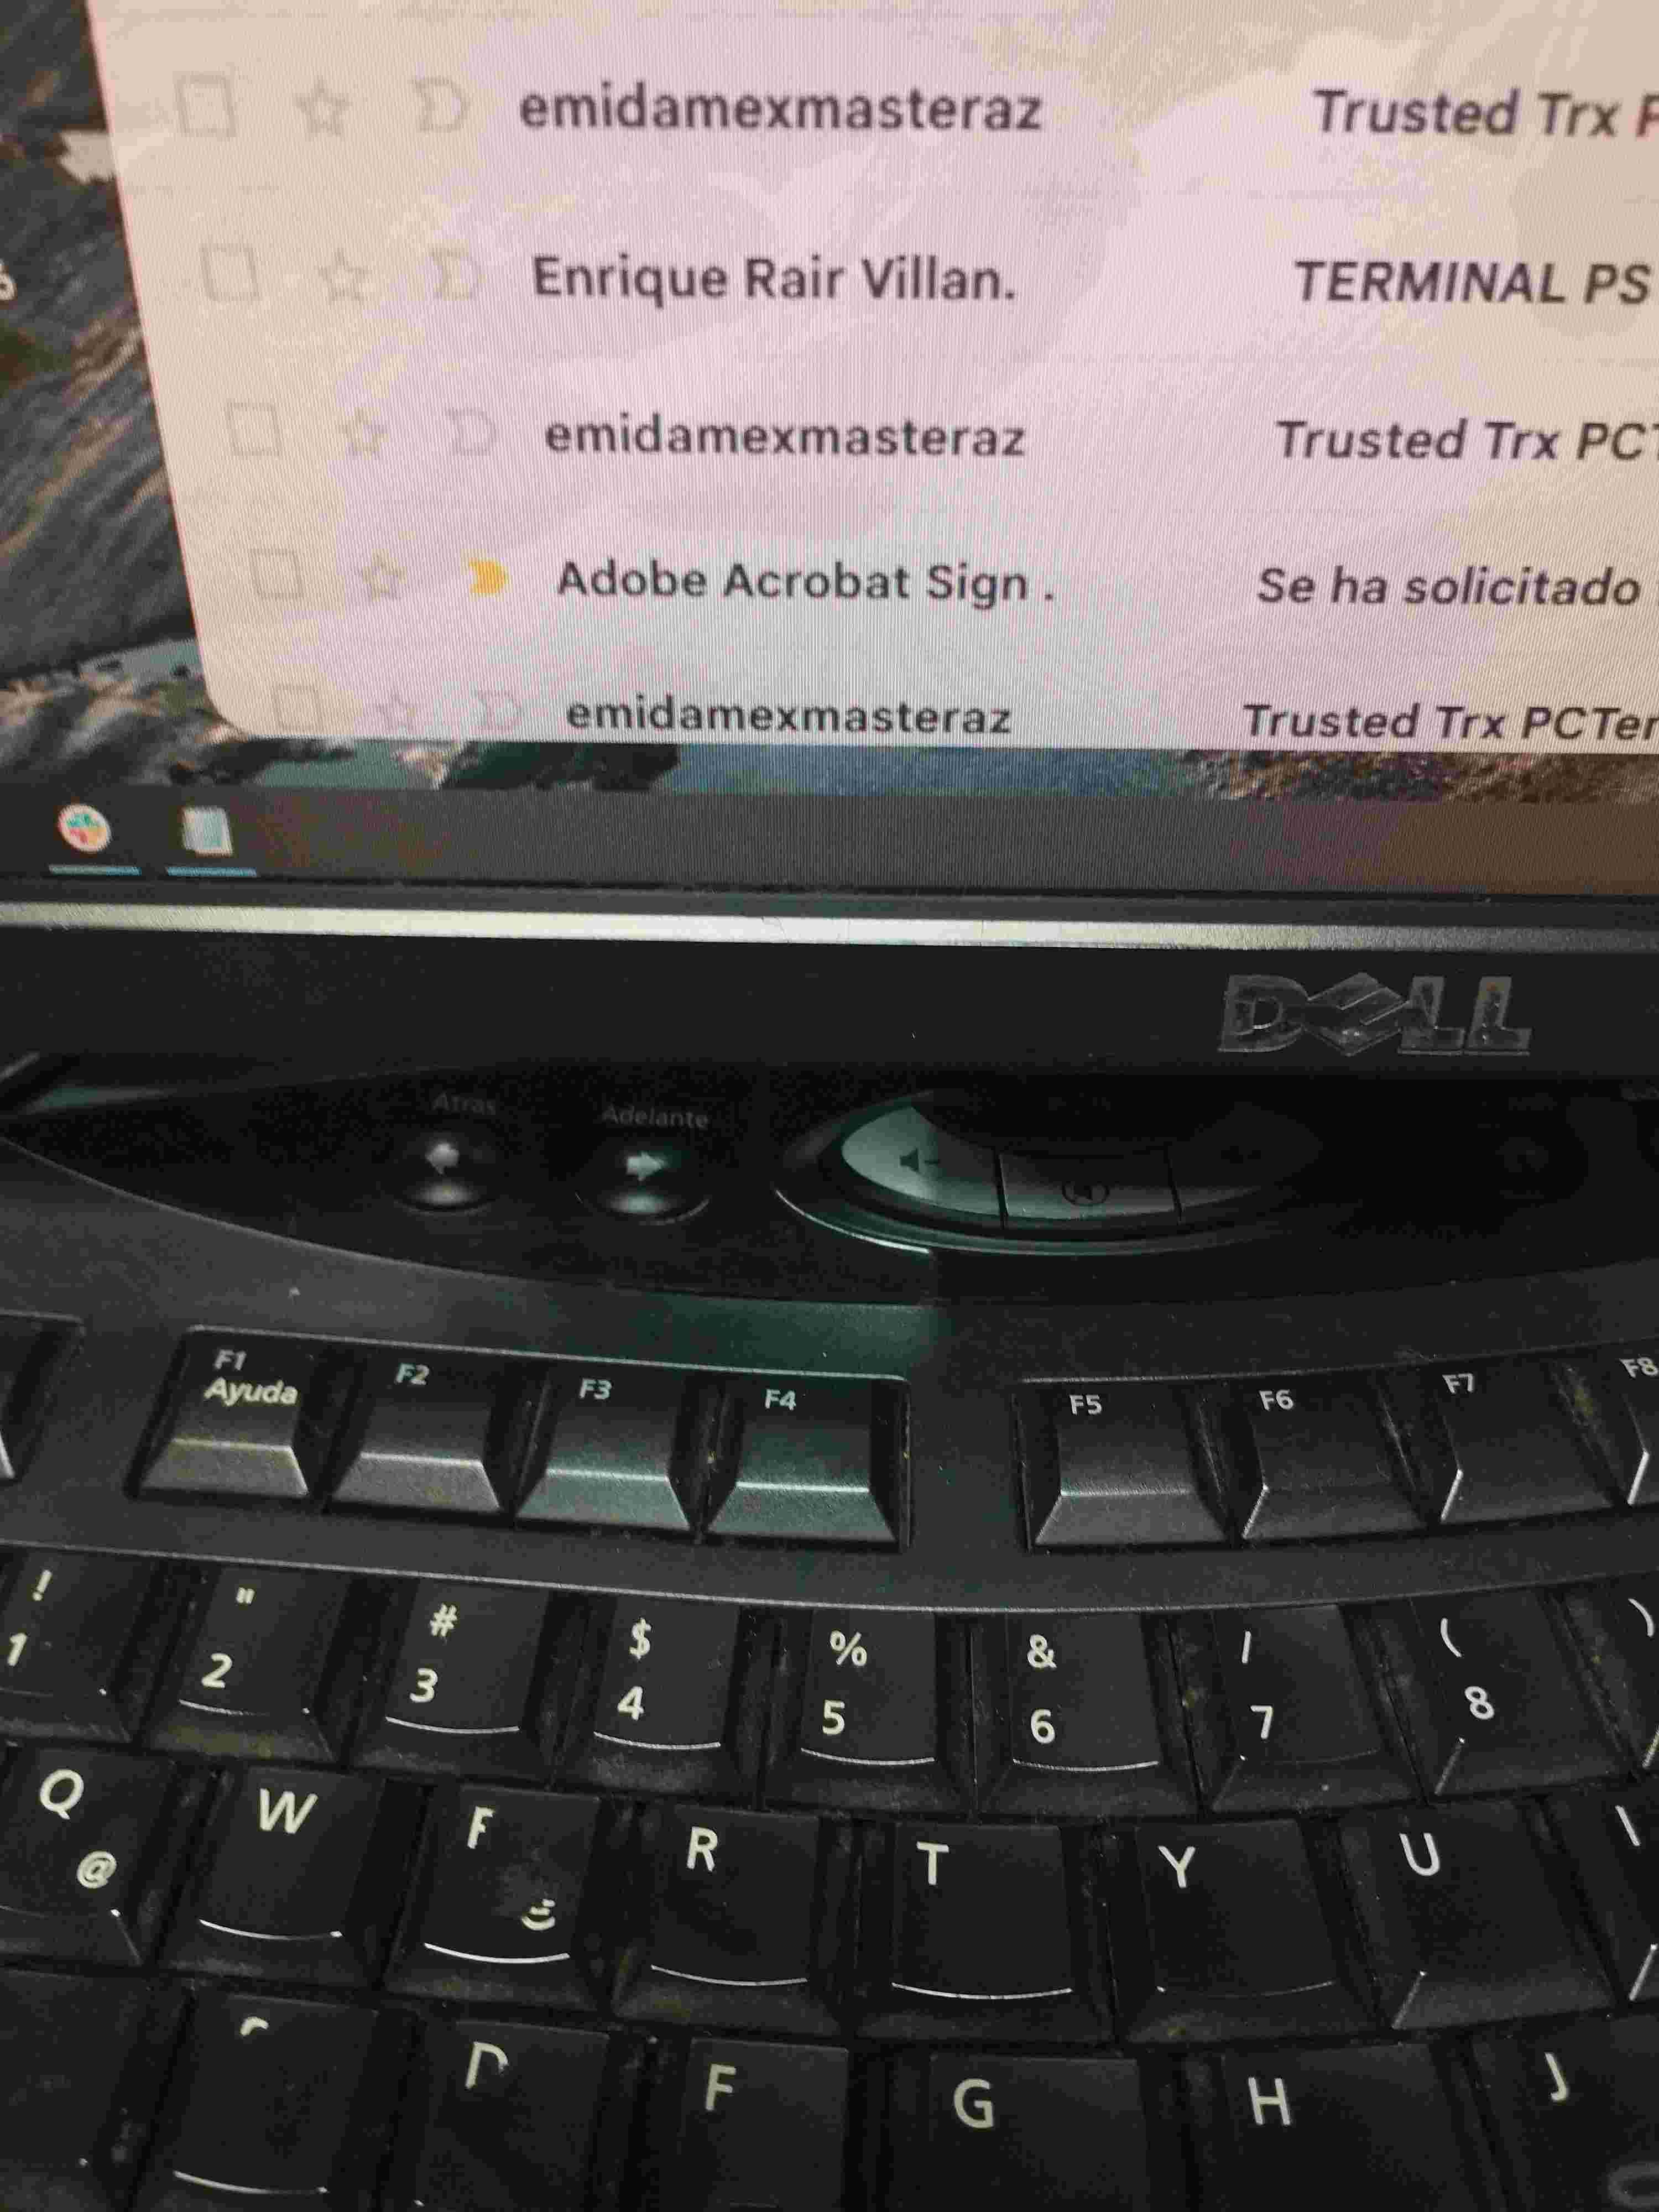 emidamexmasteraz Trusted Trx
Enrique Rair Villan. TERMINAL PS
emidamexmasteraz Trusted Trx PCT
Adobe Acrobat Sign . Se ha solicitado
emidamexmasteraz Trusted Trx PCTer
DELL
Atras Adelante
F1 F2 F3 F4 F5 F6 F7 F8
Ayuda
! " # $ % & / ( )
1 2 3 4 5 6 7 8
Q W R T Y U
@
F G H J